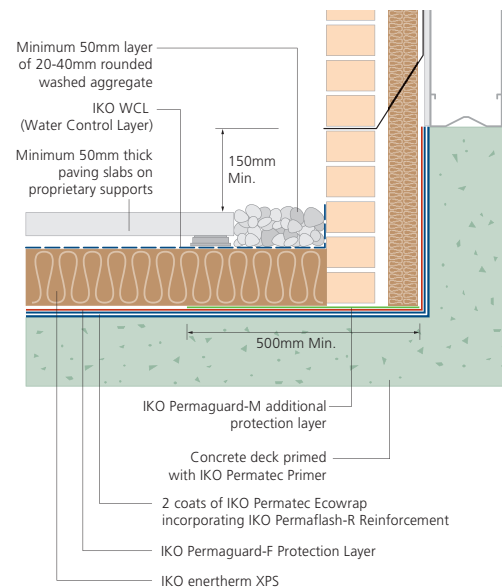 Minimum 50mm layer
of 20-40mm rounded
washed aggregate
IKO WCL
(Water Control Layer)
Minimum 50mm thick
paving slabs on
proprietary supports
150mm
Min.
500mm Min.
IKO Permaguard-M additional
protection layer
Concrete deck primed
with IKO Permatec Primer
2 coats of IKO Permatec Ecowrap
incorporating IKO Permaflash-R Reinforcement
IKO Permaguard-F Protection Layer
IKO enertherm XPS